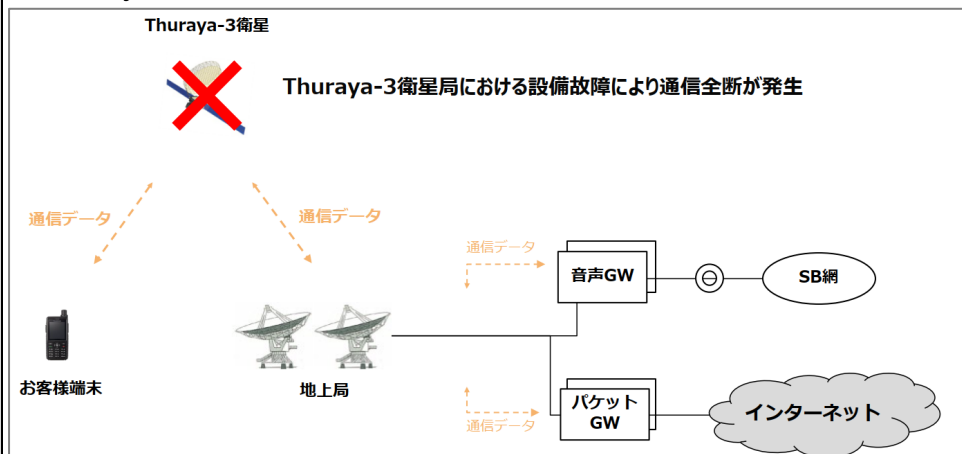 Thuraya-3衛星
Thuraya-3衛星局における設備故障により通信全断が発生
通信データ
通信データ
通信データ
音声GW
SB網
お客様端末
地上局
通信データ
パケット
GW
インターネット